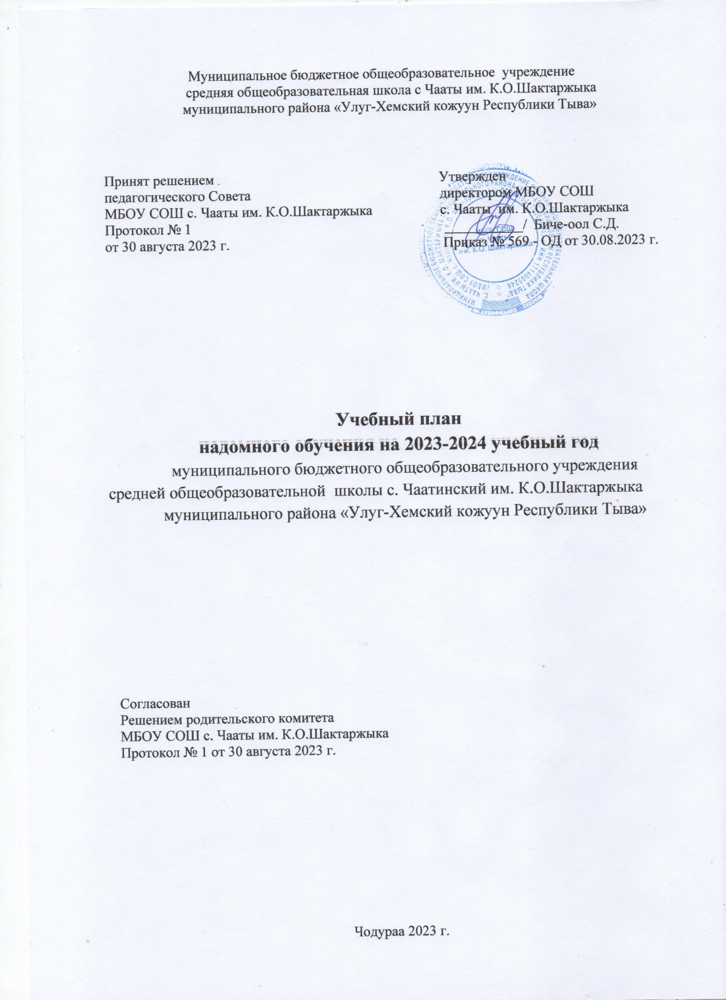 Муниципальное бюджетное общеобразовательное учреждение
средняя общеобразовательная школа с Чааты им. К.О.Шактаржыка
муниципального района «Улуг-Хемский кожуун Республики Тыва»
Принят решением
педагогического Совета
МБОУ СОШ с. Чааты им. К.О.Шактаржыка
Протокол № 1
от 30 августа 2023 г.
Утвержден
директором МБОУ СОШ
с. Чааты им. К.О.Шактаржыка
___________/ Биче-оол С.Д.
Приказ № 569 - ОД от 30.08.2023 г.
МБОУ СОШ
с. Чааты
им. К.О. Шактаржыка
ИНН 1714005246
Учебный план
надомного обучения на 2023-2024 учебный год
муниципального бюджетного общеобразовательного учреждения
средней общеобразовательной школы с. Чаатинский им. К.О.Шактаржыка
муниципального района «Улуг-Хемский кожуун Республики Тыва»
Согласован
Решением родительского комитета
МБОУ СОШ с. Чааты им. К.О.Шактаржыка
Протокол № 1 от 30 августа 2023 г.
Чодураа 2023 г.